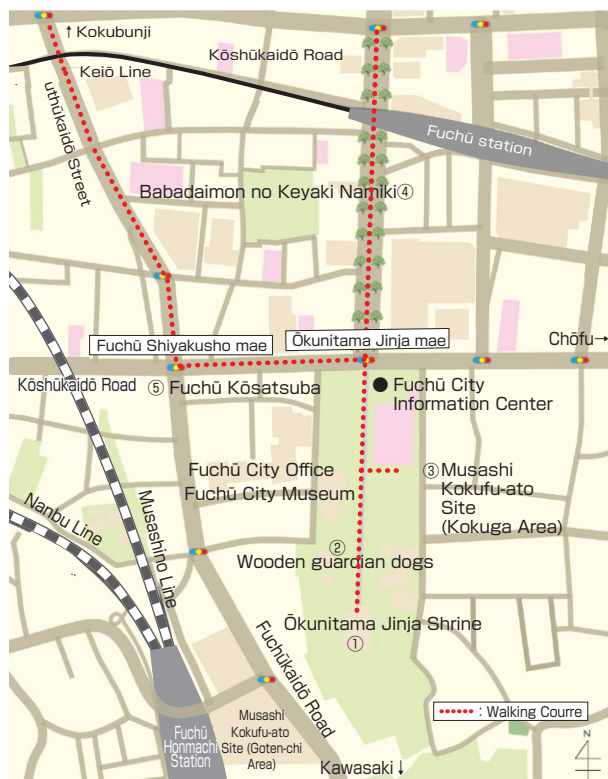 ↑ Kokubunji
Kōshūkaidō Road
Keiō Line
uthūkaidō Street
Fuchū station
Babadaimon no Keyaki Namiki④
Fuchū Shiyakusho mae
Ōkunitama Jinja mae
Chōfu→
Kōshūkaidō Road
⑤ Fuchū Kōsatsuba
Fuchū City
Information Center
Fuchū City Office
Fuchū City Museum
③ Musashi
Kokufu-ato
Site
(Kokuga Area)
Nanbu Line
Musashino Line
②
Wooden guardian dogs
Ōkunitama Jinja Shrine
①
Fuchūkaidō Road
Fuchū
Honmachi
Station
Musashi
Kokufu-ato
Site (Goten-chi
Area)
: Walking Courre
Kawasaki ↓
N